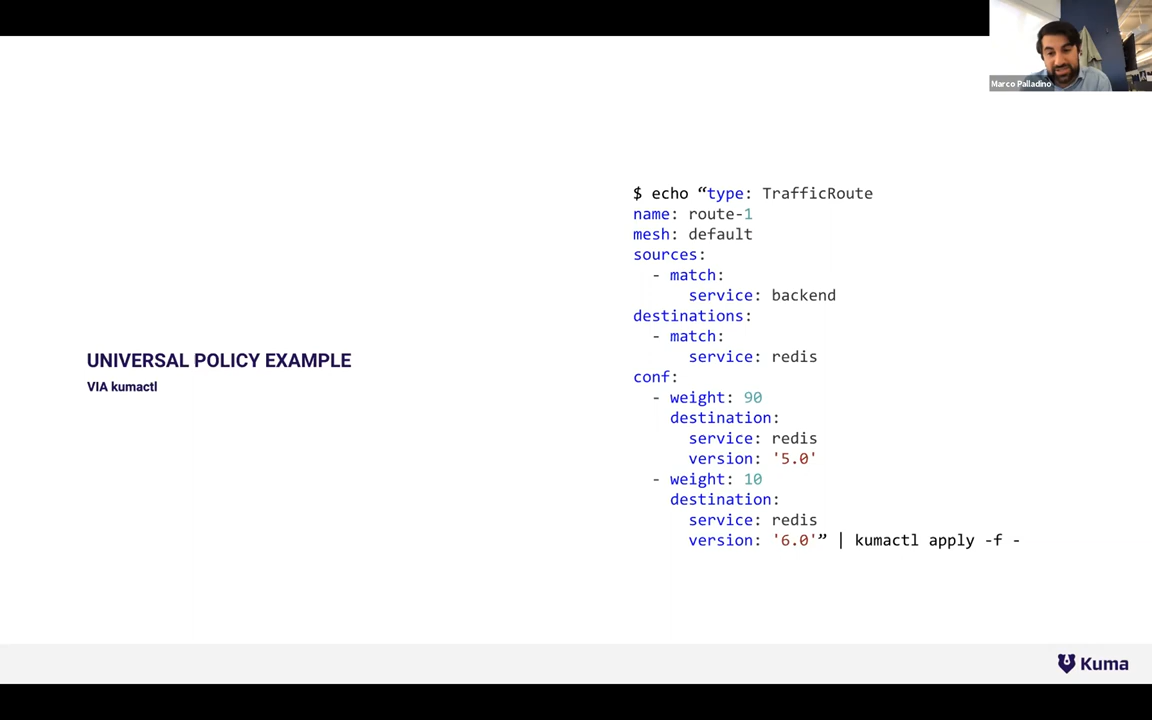 Marco Palladino
UNIVERSAL POLICY EXAMPLE
VIA kumactl
$ echo “type: TrafficRoute
name: route-1
mesh: default
sources:
  - match:
      service: backend
destinations:
  - match:
      service: redis
conf:
  - weight: 90
    destination:
      service: redis
      version: '5.0'
  - weight: 10
    destination:
      service: redis
      version: '6.0'” | kumactl apply -f -
Kuma